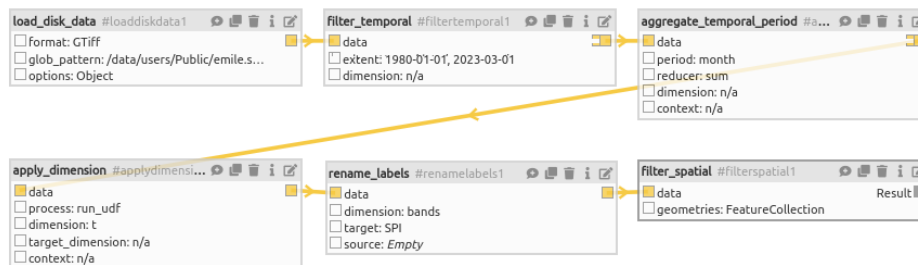 load_disk_data #loaddiskdata1
format: GTiff
glob_pattern: /data/users/Public/emile.s...
options: Object
filter_temporal #filtertemporal1
data
extent: 1980-01-01, 2023-03-01
dimension: n/a
aggregate_temporal_period #a...
data
period: month
reducer: sum
dimension: n/a
context: n/a
apply_dimension #applydimensi...
data
process: run_udf
dimension: t
target_dimension: n/a
context: n/a
rename_labels #renamelabels1
data
dimension: bands
target: SPI
source: Empty
filter_spatial #filterspatial1
data
Result
geometries: FeatureCollection